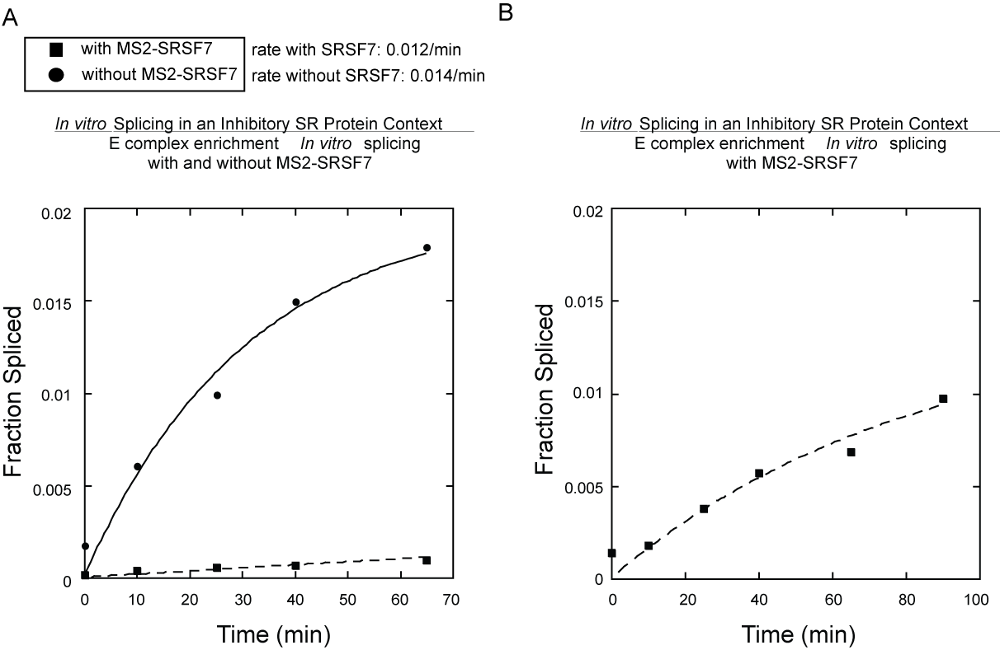 A
with MS2-SRSF7 rate with SRSF7: 0.012/min
without MS2-SRSF7 rate without SRSF7: 0.014/min
In vitro Splicing in an Inhibitory SR Protein Context
E complex enrichment In vitro splicing
with and without MS2-SRSF7
0.02
0.015
0.01
0.005
0
Fraction Spliced
0 10 20 30 40 50 60 70
Time (min)
B
In vitro Splicing in an Inhibitory SR Protein Context
E complex enrichment In vitro splicing
with MS2-SRSF7
0.02
0.015
0.01
0.005
0
Fraction Spliced
0 20 40 60 80 100
Time (min)